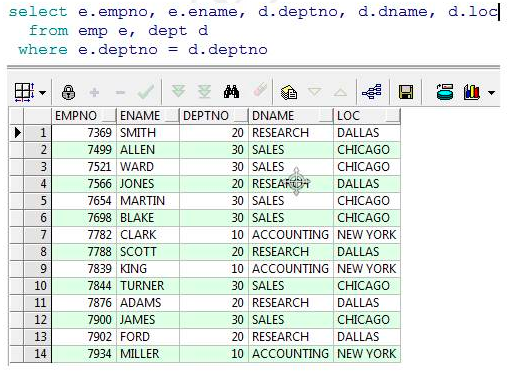 select e.empno, e.ename, d.deptno, d.dname, d.loc
from emp e, dept d
where e.deptno = d.deptno
EMPNO ENAME DEPTNO DNAME LOC
1 7369 SMITH 20 RESEARCH DALLAS
2 7499 ALLEN 30 SALES CHICAGO
3 7521 WARD 30 SALES CHICAGO
4 7566 JONES 20 RESEARCH DALLAS
5 7654 MARTIN 30 SALES CHICAGO
6 7698 BLAKE 30 SALES CHICAGO
7 7782 CLARK 10 ACCOUNTING NEW YORK
8 7788 SCOTT 20 RESEARCH DALLAS
9 7839 KING 10 ACCOUNTING NEW YORK
10 7844 TURNER 30 SALES CHICAGO
11 7876 ADAMS 20 RESEARCH DALLAS
12 7900 JAMES 30 SALES CHICAGO
13 7902 FORD 20 RESEARCH DALLAS
14 7934 MILLER 10 ACCOUNTING NEW YORK